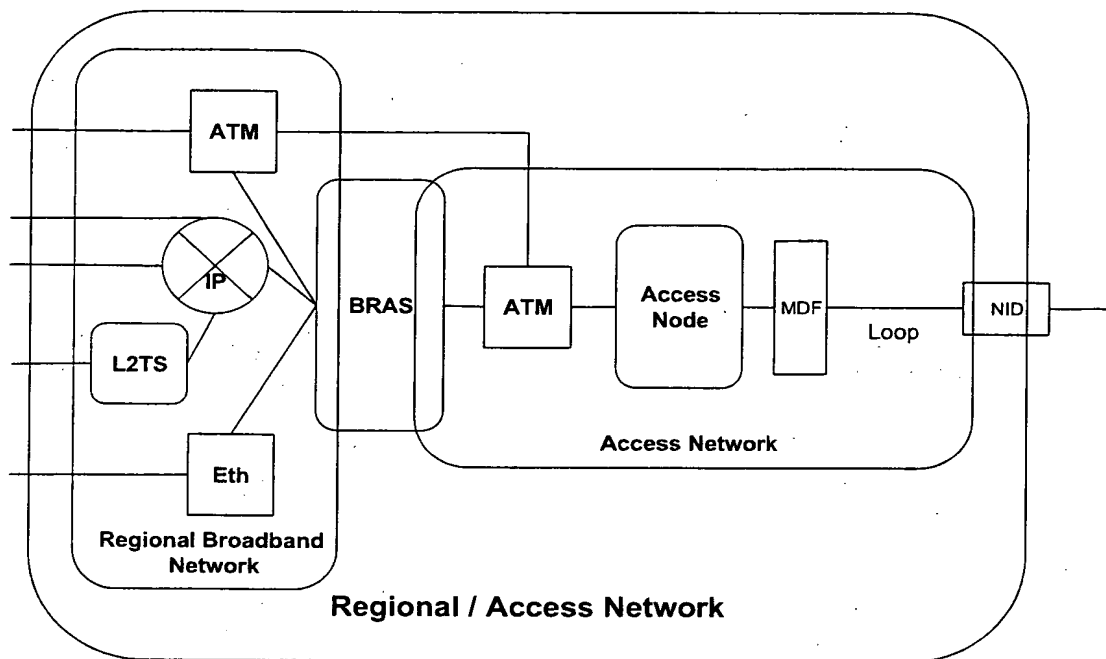 ATM
IP
L2TS
Eth
Regional Broadband
Network
BRAS
ATM
Access
Node
MDF
Loop
NID
Access Network
Regional / Access Network